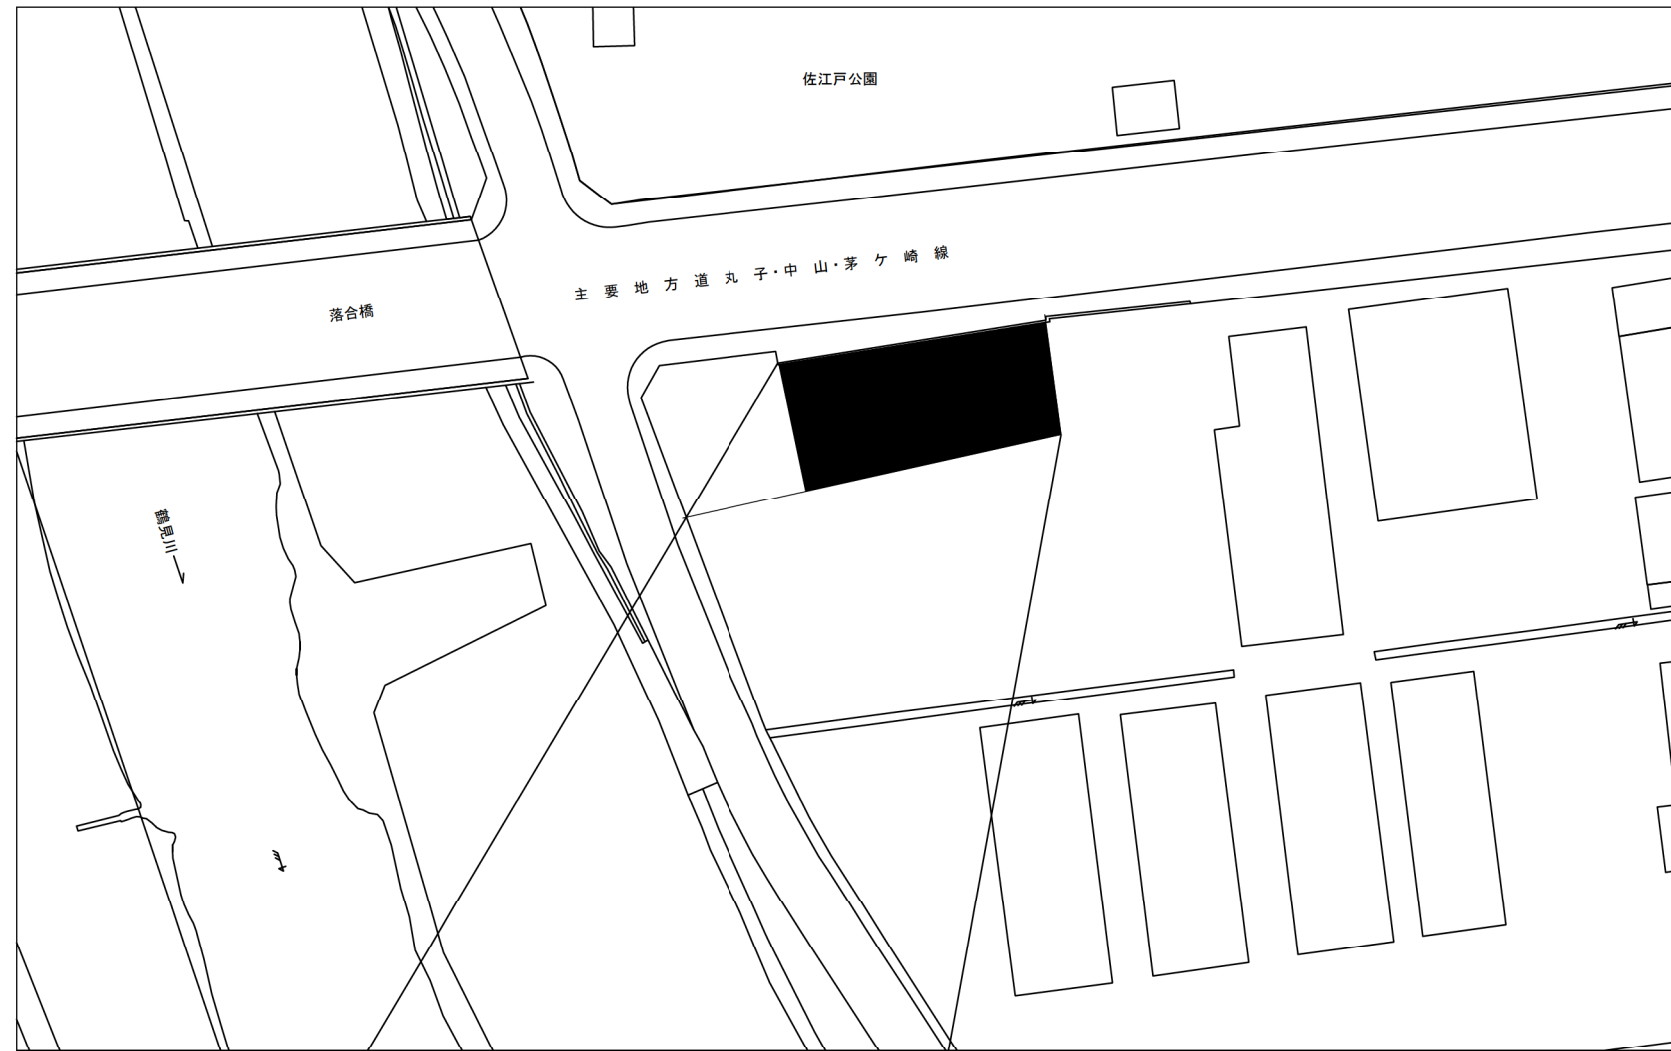 佐江戸公園
主要地方道丸子・中山・茅ケ崎線
落合橋
鶴見川